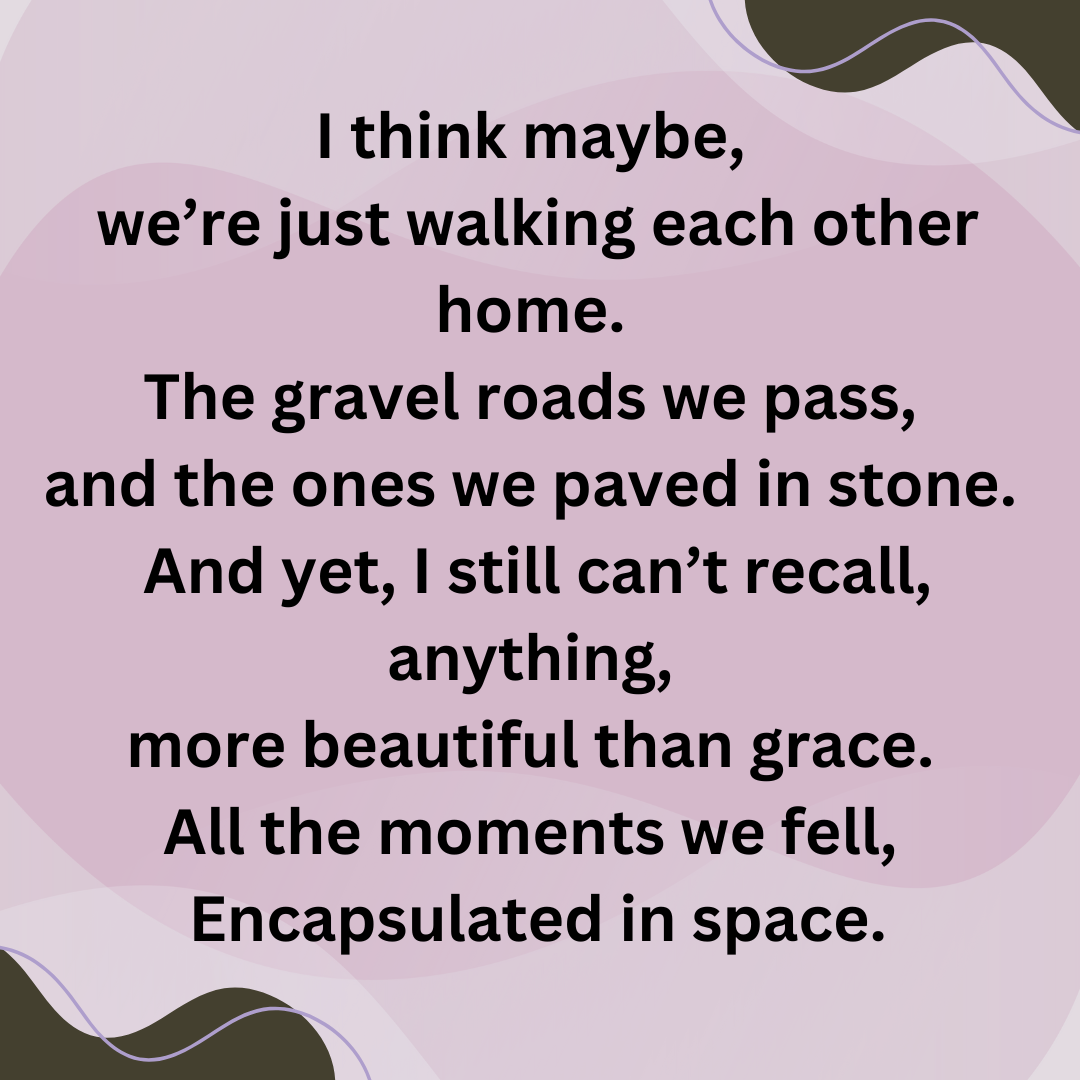 I think maybe,
we’re just walking each other
home.
The gravel roads we pass,
and the ones we paved in stone.
And yet, I still can’t recall,
anything,
more beautiful than grace.
All the moments we fell,
Encapsulated in space.